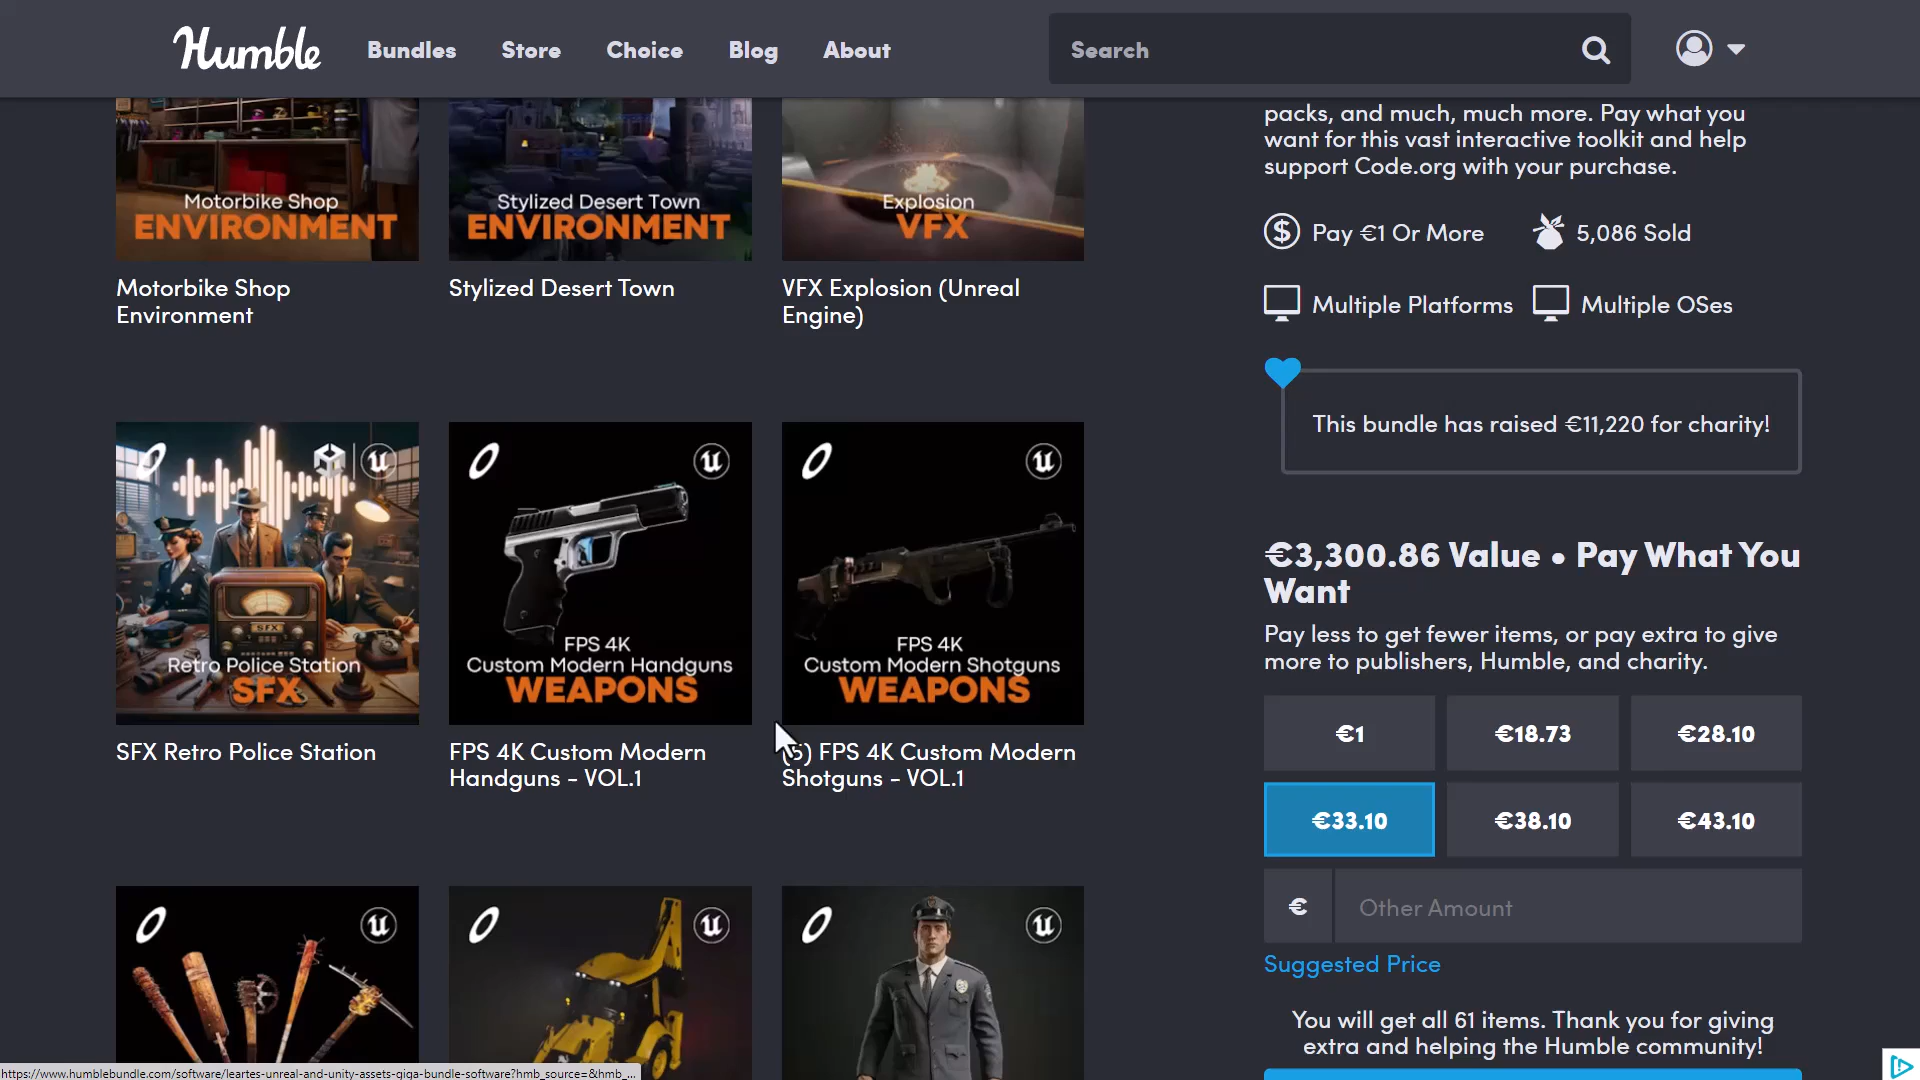 Humble
Bundles
Store
Choice
Blog
About
Search
Motorbike Shop
ENVIRONMENT
Motorbike Shop
Environment
Stylized Desert Town
ENVIRONMENT
Stylized Desert Town
Explosion
VFX
VFX Explosion (Unreal
Engine)
Retro Police Station
SFX
SFX Retro Police Station
FPS 4K
Custom Modern Handguns
WEAPONS
FPS 4K Custom Modern
Handguns - VOL.1
FPS 4K
Custom Modern Shotguns
WEAPONS
(5) FPS 4K Custom Modern
Shotguns - VOL.1
packs, and much, much more. Pay what you
want for this vast interactive toolkit and help
support Code.org with your purchase.
Pay €1 Or More
5,086 Sold
Multiple Platforms
Multiple OSes
This bundle has raised €11,220 for charity!
€3,300.86 Value • Pay What You
Want
Pay less to get fewer items, or pay extra to give
more to publishers, Humble, and charity.
€1
€18.73
€28.10
€33.10
€38.10
€43.10
€
Other Amount
Suggested Price
You will get all 61 items. Thank you for giving
extra and helping the Humble community!
https://www.humblebundle.com/software/leartes-unreal-and-unity-assets-giga-bundle-software?hmb_source=&hmb_...